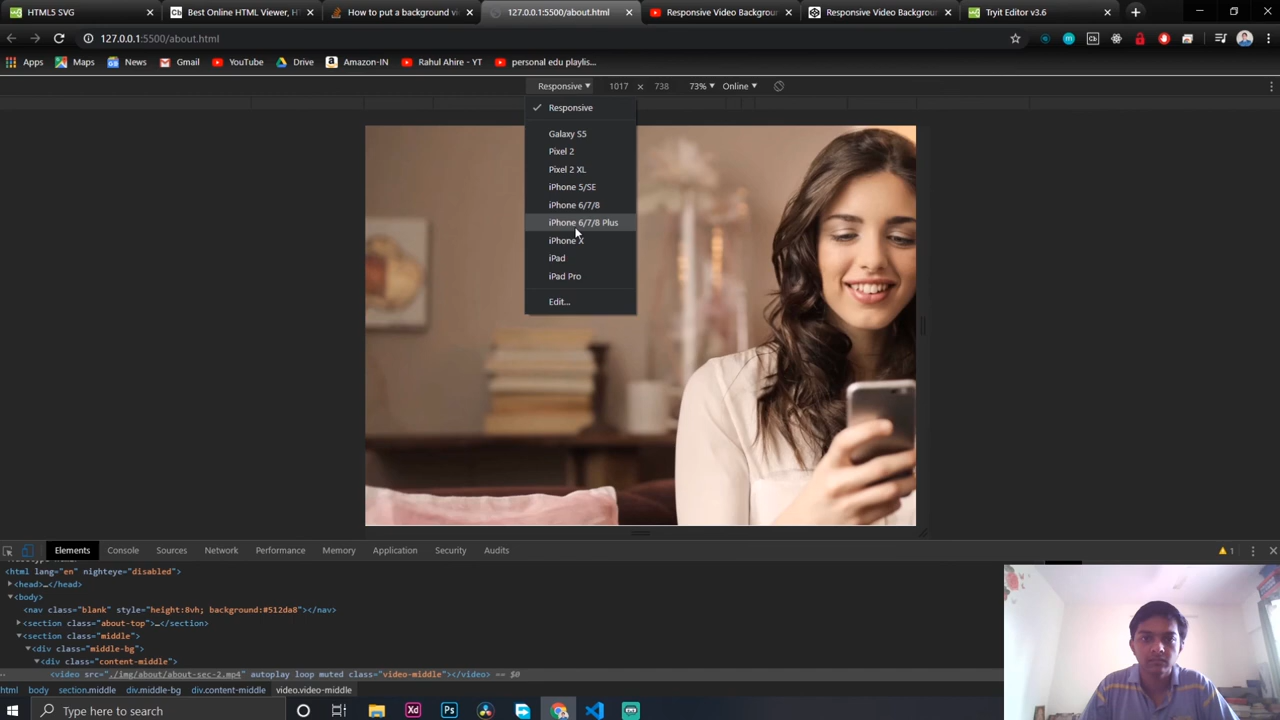 HTML5 SVG
Best Online HTML Viewer, H
How to put a background vi
127.0.0.1:5500/about.html
Responsive Video Backgrou
Responsive Video Backgrou
Tryit Editor v3.6
127.0.0.1:5500/about.html
Apps
Maps
News
Gmail
YouTube
Drive
Amazon-IN
Rahul Ahire - YT
personal edu playlis...
Responsive
1017 × 738
73%
Online
Responsive
Galaxy S5
Pixel 2
Pixel 2 XL
iPhone 5/SE
iPhone 6/7/8
iPhone 6/7/8 Plus
iPhone X
iPad
iPad Pro
Edit...
Elements
Console
Sources
Network
Performance
Memory
Application
Security
Audits
1
<html lang="en" nighteye="disabled">
<head>…</head>
<body>
<nav class="blank" style="height:8vh; background:#512da8"></nav>
<section class="about-top">…</section>
<section class="middle">
<div class="middle-bg">
<div class="content-middle">
<video src="./img/about/about-sec-2.mp4" autoplay loop muted class="video-middle"></video> == $0
html body section.middle div.middle-bg div.content-middle video.video-middle
Type here to search